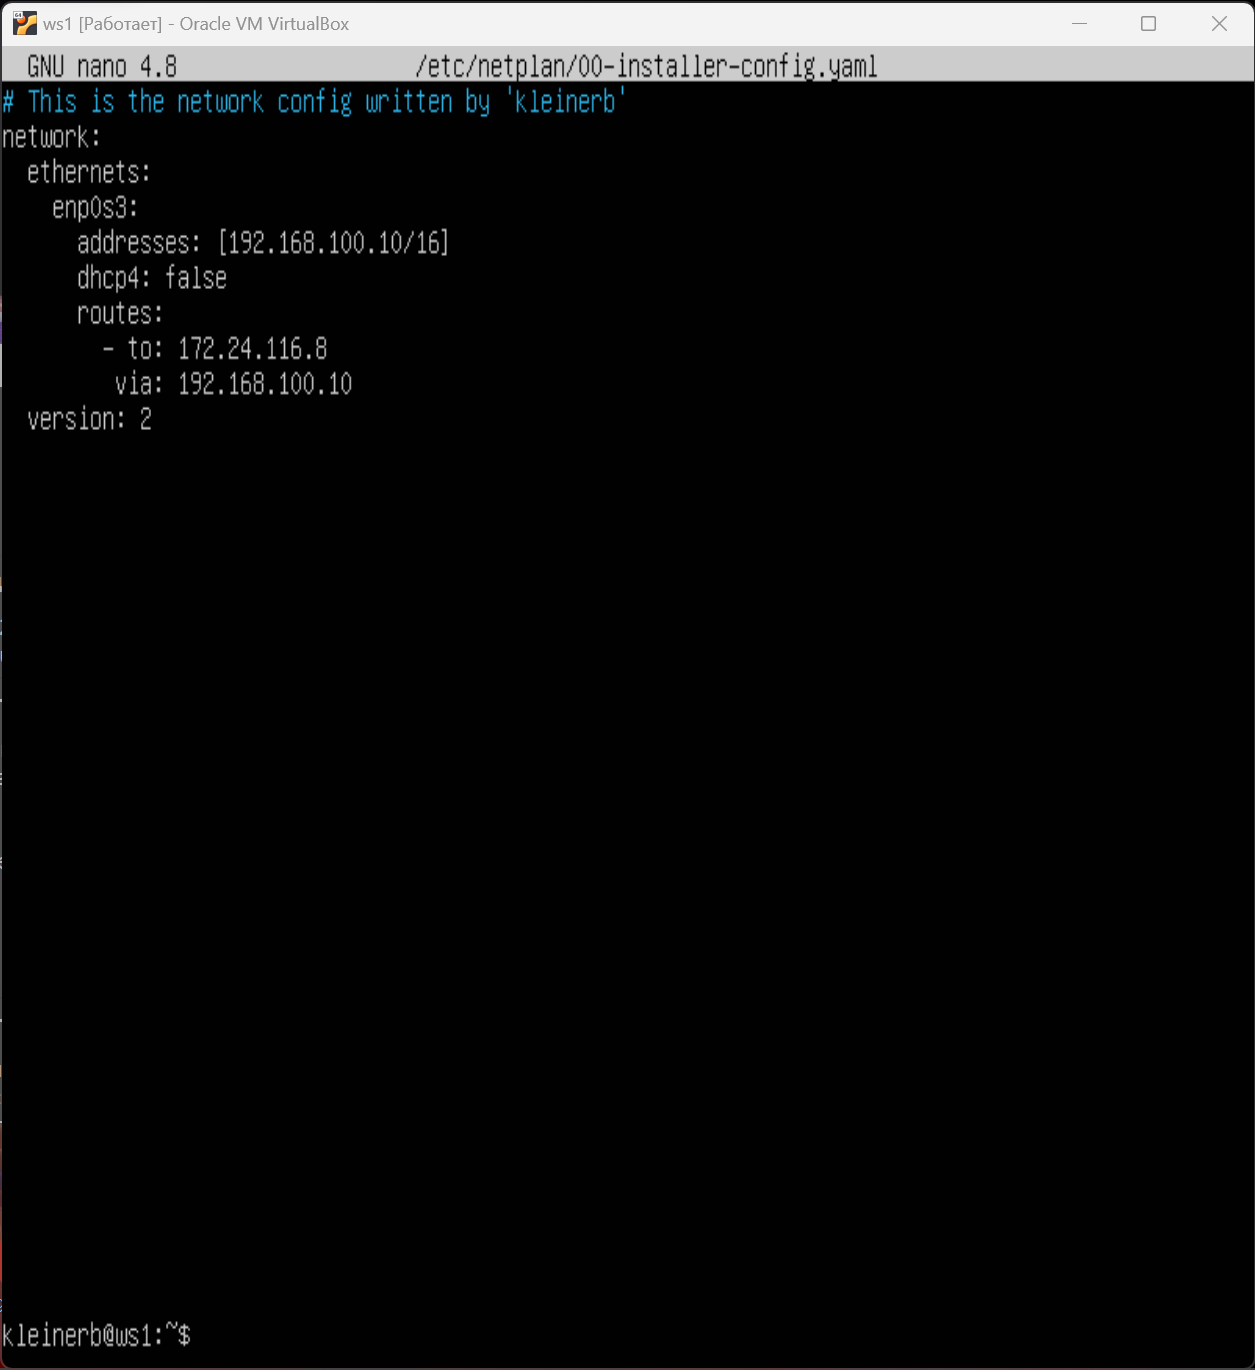 ws1 [Работает] - Oracle VM VirtualBox
GNU nano 4.8 /etc/netplan/00-installer-config.yaml
# This is the network config written by 'kleinerb'
network:
  ethernets:
    enp0s3:
      addresses: [192.168.100.10/16]
      dhcp4: false
      routes:
        - to: 172.24.116.8
         via: 192.168.100.10
  version: 2
kleinerb@ws1:~$